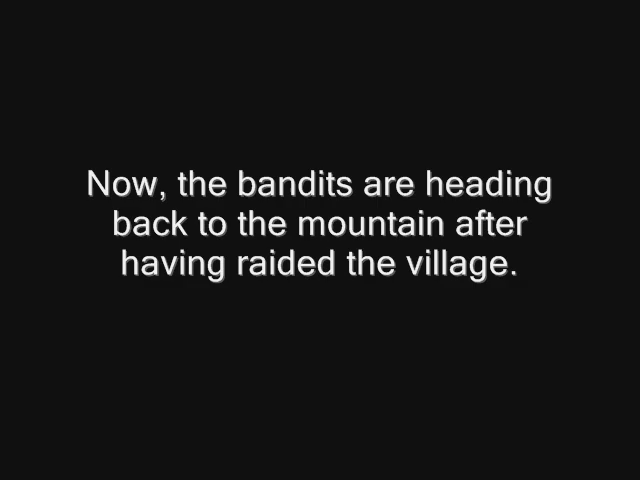 Now, the bandits are heading
back to the mountain after
having raided the village.